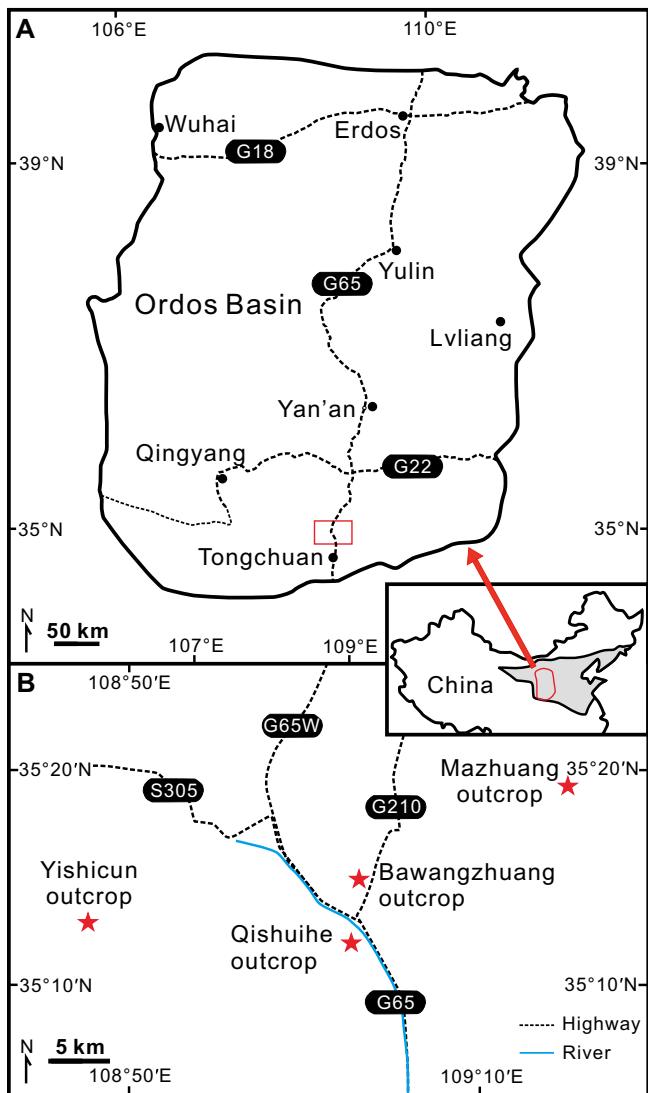 A
106°E
110°E
Wuhai
Erdos
G18
39°N
39°N
Yulin
G65
Ordos Basin
Lvliang
Yan’an
Qingyang
G22
35°N
35°N
Tongchuan
N
50 km
107°E
109°E
China
B
108°50′E
G65W
35°20′N
35°20′N
Mazhuang
outcrop
S305
G210
Yishicun
outcrop
Bawangzhuang
outcrop
Qishuihe
outcrop
35°10′N
35°10′N
G65
Highway
River
N
5 km
108°50′E
109°10′E